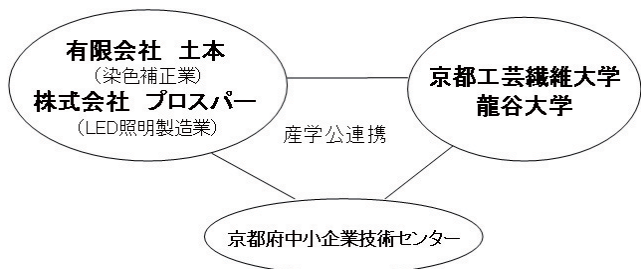 有限会社 土本
(染色補正業)
株式会社 プロスパー
(LED照明製造業)
京都工芸繊維大学
龍谷大学
産学公連携
京都府中小企業技術センター